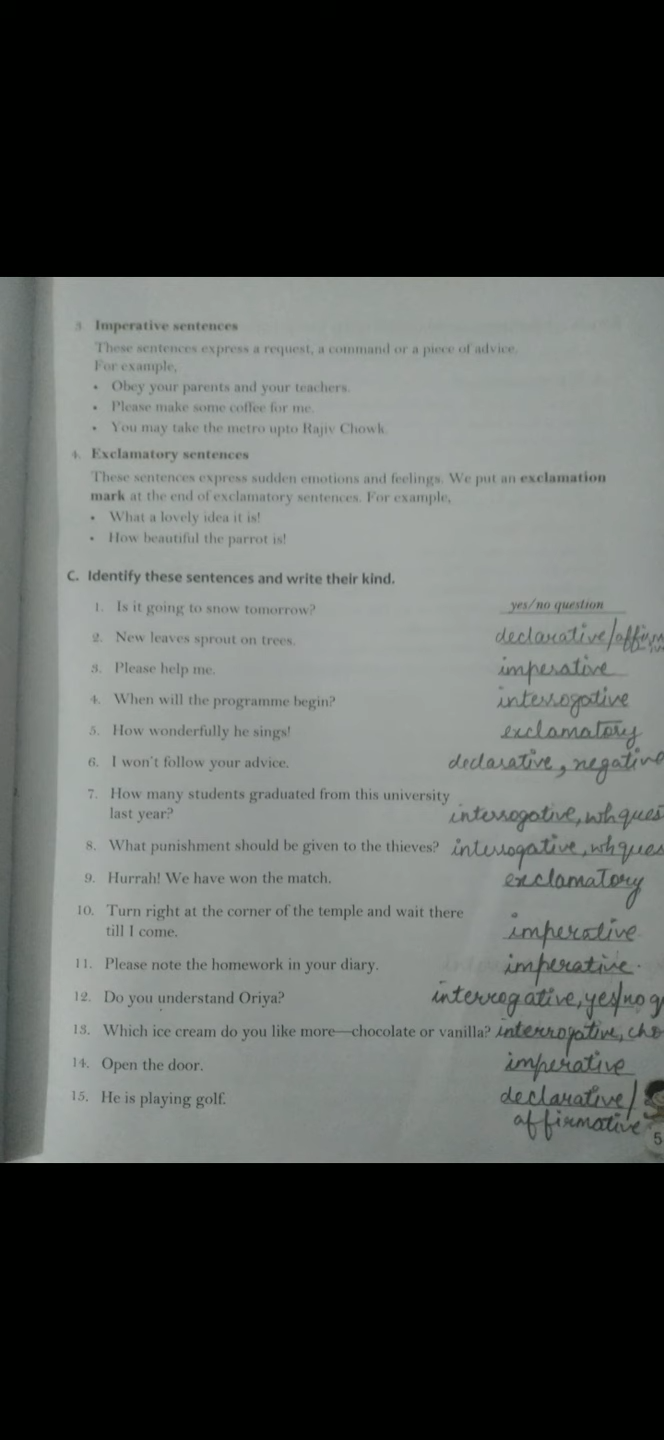 3 Imperative sentences
These sentences express a request, a command or a piece of advice.
For example,
• Obey your parents and your teachers.
• Please make some coffee for me.
• You may take the metro upto Rajiv Chowk.
4. Exclamatory sentences
These sentences express sudden emotions and feelings. We put an exclamation
mark at the end of exclamatory sentences. For example,
• What a lovely idea it is!
• How beautiful the parrot is!
C. Identify these sentences and write their kind.
1. Is it going to snow tomorrow? yes/no question
2. New leaves sprout on trees. declarative/affirm
3. Please help me. imperative
4. When will the programme begin? interrogative
5. How wonderfully he sings! exclamatory
6. I won't follow your advice. declarative, negative
7. How many students graduated from this university
last year? interrogative, wh ques
8. What punishment should be given to the thieves? interrogative, wh ques
9. Hurrah! We have won the match. exclamatory
10. Turn right at the corner of the temple and wait there
till I come. imperative
11. Please note the homework in your diary. imperative.
12. Do you understand Oriya? interrogative, yes/no q
13. Which ice cream do you like more—chocolate or vanilla? interrogative, cho
14. Open the door. imperative
15. He is playing golf. declarative/
affirmative
5